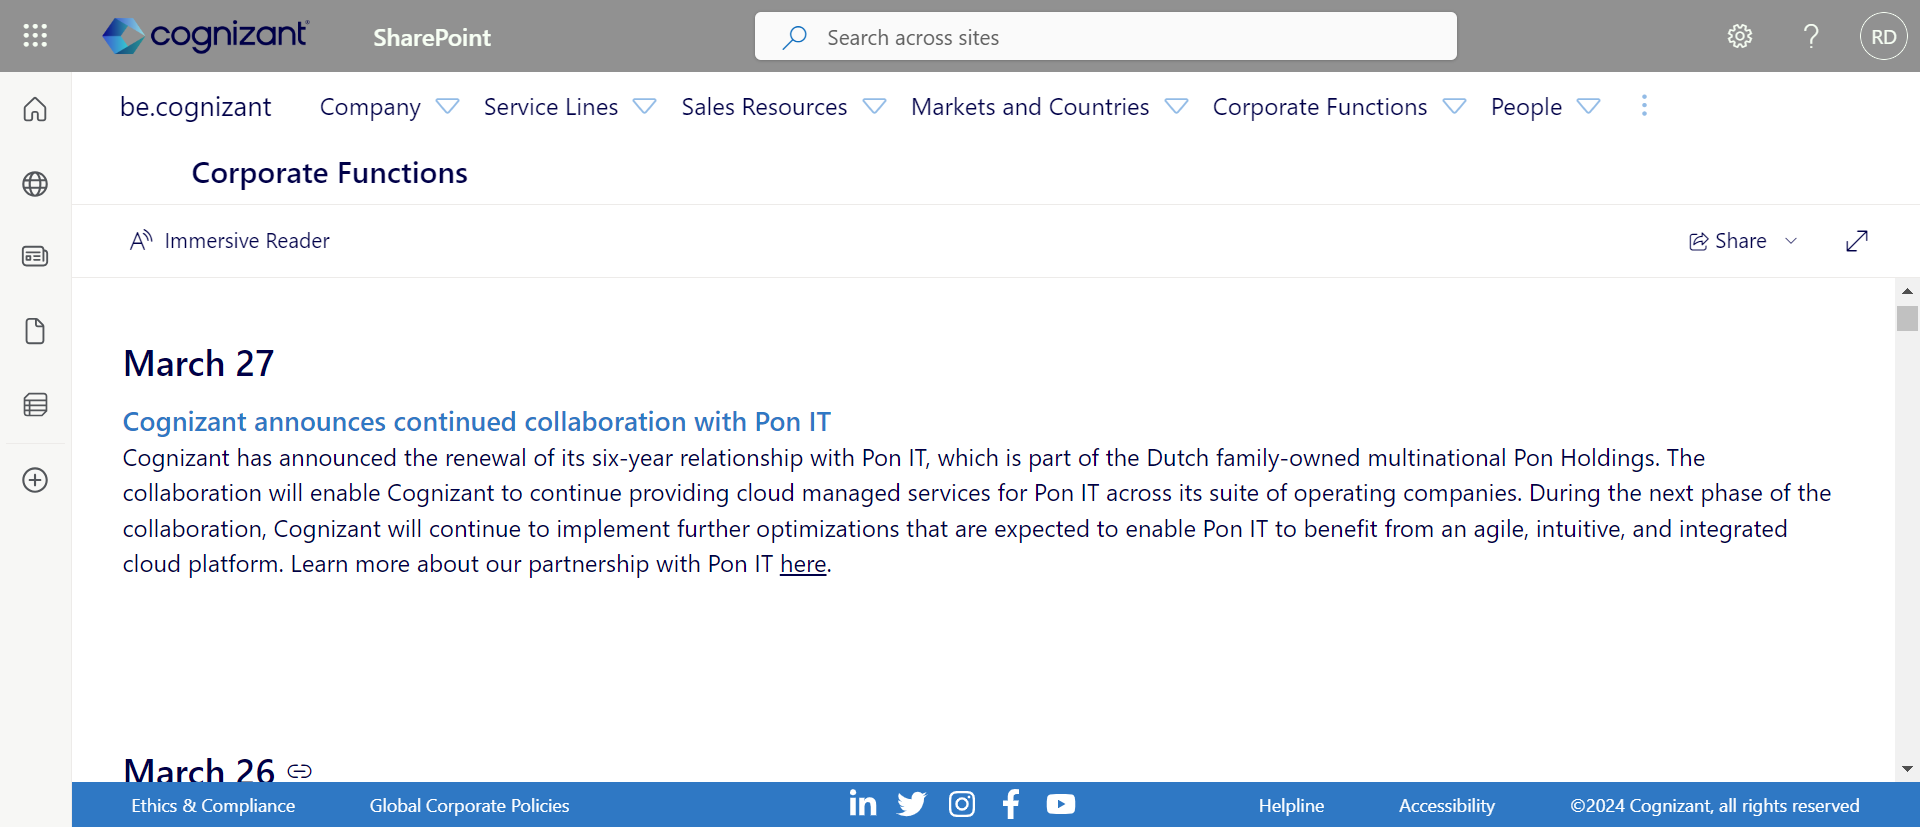 cognizant
SharePoint
Search across sites
RD
be.cognizant
Company
Service Lines
Sales Resources
Markets and Countries
Corporate Functions
People
Corporate Functions
Immersive Reader
Share
March 27
Cognizant announces continued collaboration with Pon IT
Cognizant has announced the renewal of its six-year relationship with Pon IT, which is part of the Dutch family-owned multinational Pon Holdings. The
collaboration will enable Cognizant to continue providing cloud managed services for Pon IT across its suite of operating companies. During the next phase of the
collaboration, Cognizant will continue to implement further optimizations that are expected to enable Pon IT to benefit from an agile, intuitive, and integrated
cloud platform. Learn more about our partnership with Pon IT here.
March 26
Ethics & Compliance
Global Corporate Policies
Helpline
Accessibility
©2024 Cognizant, all rights reserved